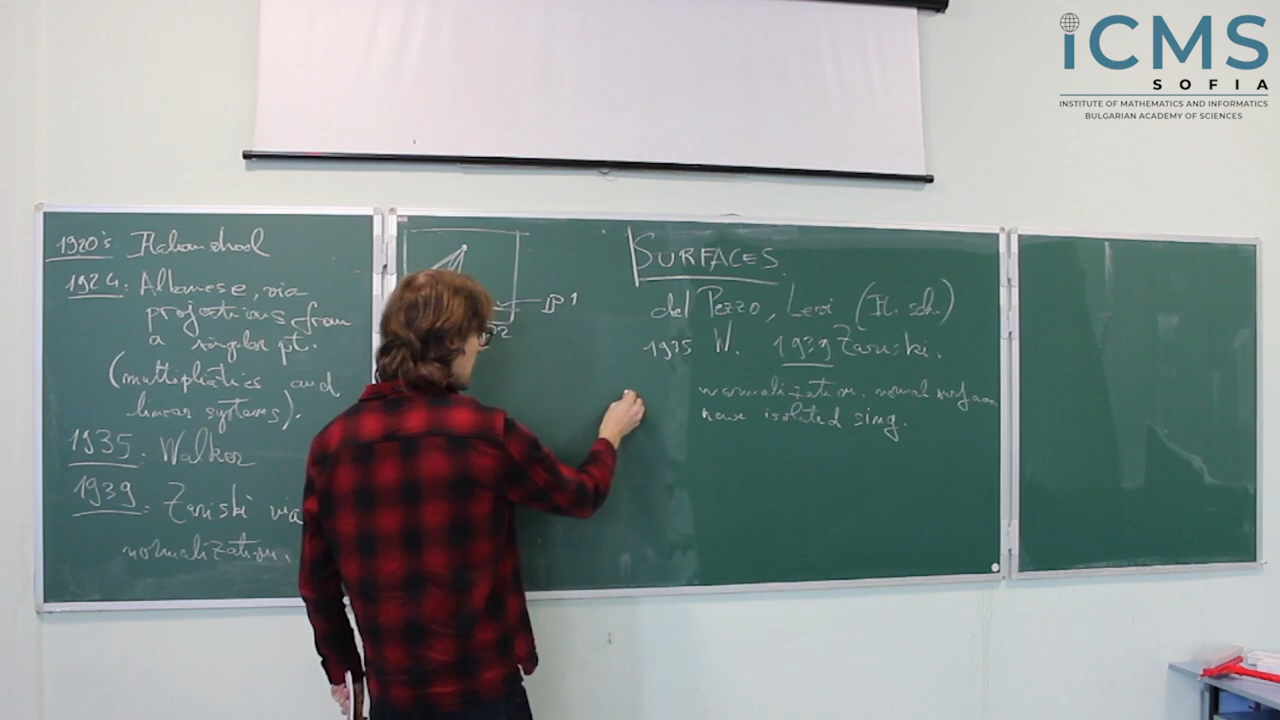 iCMS
SOFIA
INSTITUTE OF MATHEMATICS AND INFORMATICS
BULGARIAN ACADEMY OF SCIENCES
1920's. Italian school
1924. Albanese, via
projections from
a singular pt.
(multiplicities and
linear systems).
1935. Walker
1939. Zariski via
normalization.
P1
SURFACES
del Pezzo, Levi (It. sch.)
1935 W. 1939 Zariski.
normalization. normal surfaces
have isolated sing.